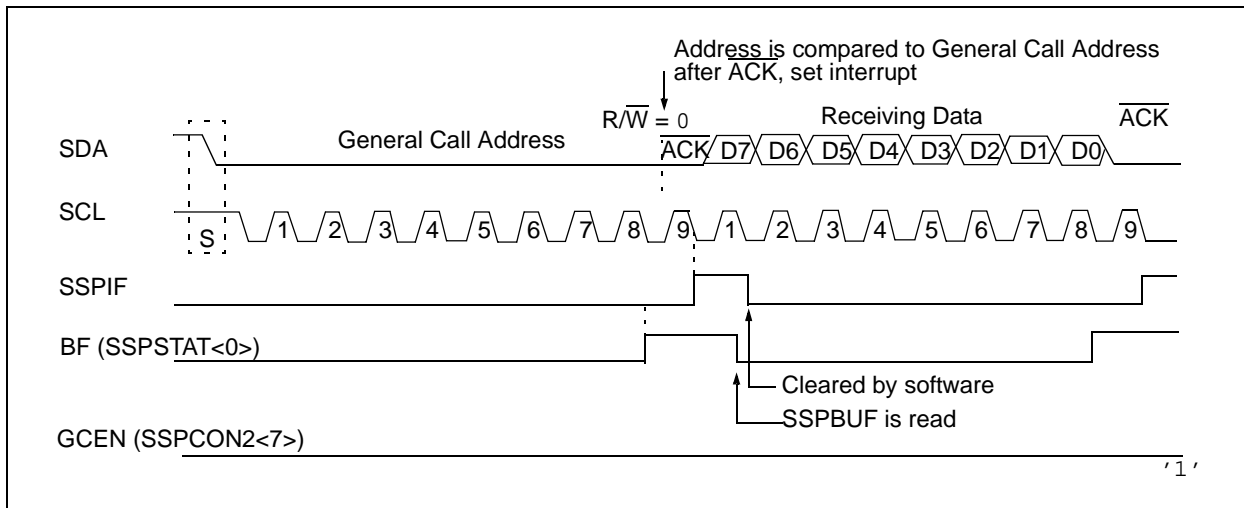 Address is compared to General Call Address
after ACK, set interrupt
R/W = 0
Receiving Data
ACK
SDA
General Call Address
ACK D7 D6 D5 D4 D3 D2 D1 D0
SCL
S
1 2 3 4 5 6 7 8 9 1 2 3 4 5 6 7 8 9
SSPIF
BF (SSPSTAT<0>)
Cleared by software
SSPBUF is read
GCEN (SSPCON2<7>)
'1'